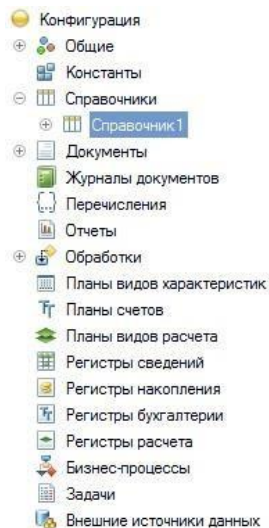 Конфигурация
Общие
Константы
Справочники
Справочник1
Документы
Журналы документов
Перечисления
Отчеты
Обработки
Планы видов характеристик
Планы счетов
Планы видов расчета
Регистры сведений
Регистры накопления
Регистры бухгалтерии
Регистры расчета
Бизнес-процессы
Задачи
Внешние источники данных